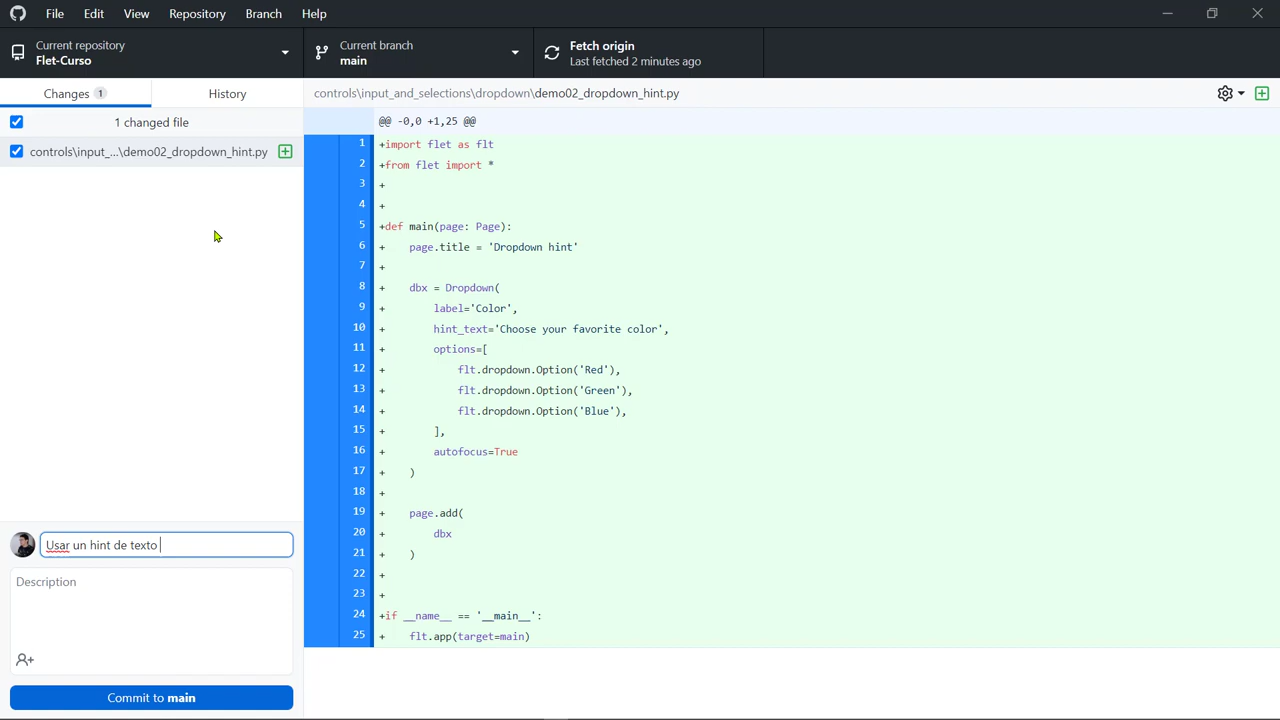 File Edit View Repository Branch Help
Current repository
Flet-Curso
Current branch
main
Fetch origin
Last fetched 2 minutes ago
Changes 1
History
controls\input_and_selections\dropdown\demo02_dropdown_hint.py
1 changed file
controls\input_...\demo02_dropdown_hint.py
@@ -0,0 +1,25 @@
1 +import flet as flt
2 +from flet import *
3 +
4 +
5 +def main(page: Page):
6 + page.title = 'Dropdown hint'
7 +
8 + dbx = Dropdown(
9 + label='Color',
10 + hint_text='Choose your favorite color',
11 + options=[
12 + flt.dropdown.Option('Red'),
13 + flt.dropdown.Option('Green'),
14 + flt.dropdown.Option('Blue'),
15 + ],
16 + autofocus=True
17 + )
18 +
19 + page.add(
20 + dbx
21 + )
22 +
23 +
24 +if __name__ == '__main__':
25 + flt.app(target=main)
Usar un hint de texto
Description
Commit to main